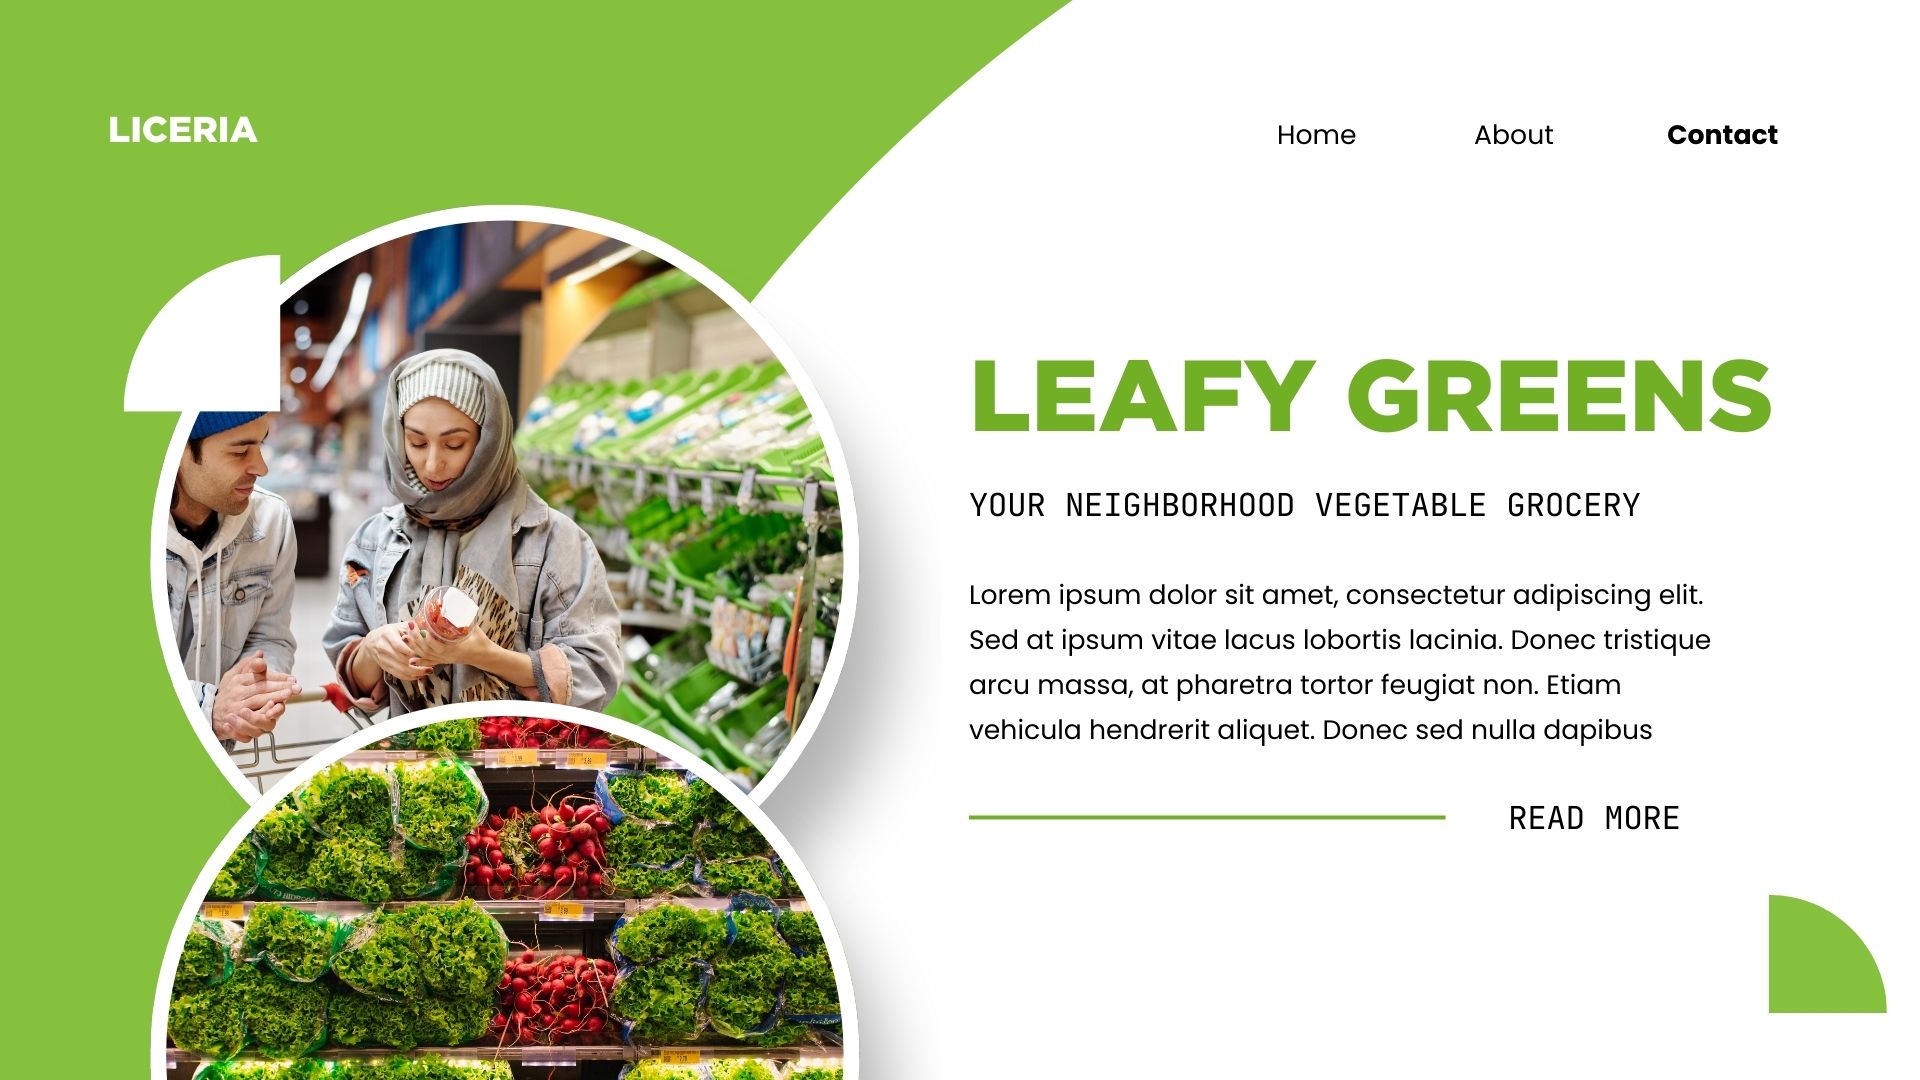 LICERIA
Home About Contact
LEAFY GREENS
YOUR NEIGHBORHOOD VEGETABLE GROCERY
Lorem ipsum dolor sit amet, consectetur adipiscing elit.
Sed at ipsum vitae lacus lobortis lacinia. Donec tristique
arcu massa, at pharetra tortor feugiat non. Etiam
vehicula hendrerit aliquet. Donec sed nulla dapibus
READ MORE